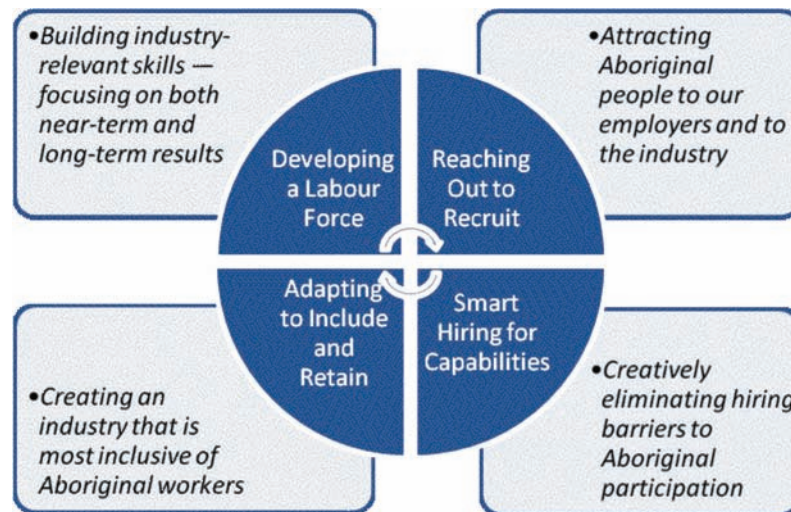 •Building industry-
relevant skills —
focusing on both
near-term and
long-term results
•Attracting
Aboriginal
people to our
employers and to
the industry
Developing
a Labour
Force
Reaching
Out to
Recruit
Adapting
to Include
and
Retain
Smart
Hiring for
Capabilities
•Creating an
industry that is
most inclusive of
Aboriginal workers
•Creatively
eliminating hiring
barriers to
Aboriginal
participation